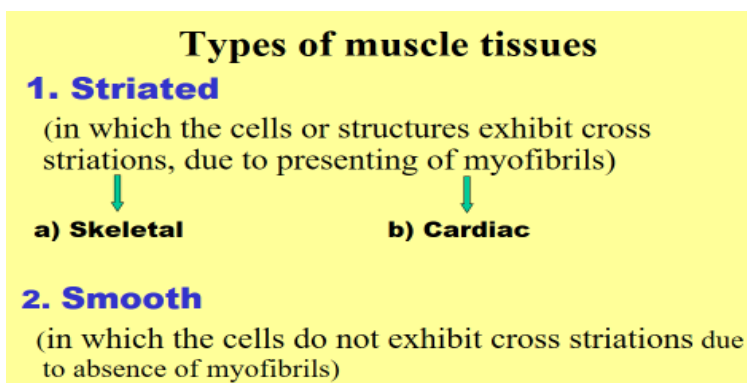 Types of muscle tissues
1. Striated
(in which the cells or structures exhibit cross
striations, due to presenting of myofibrils)
a) Skeletal b) Cardiac
2. Smooth
(in which the cells do not exhibit cross striations due
to absence of myofibrils)